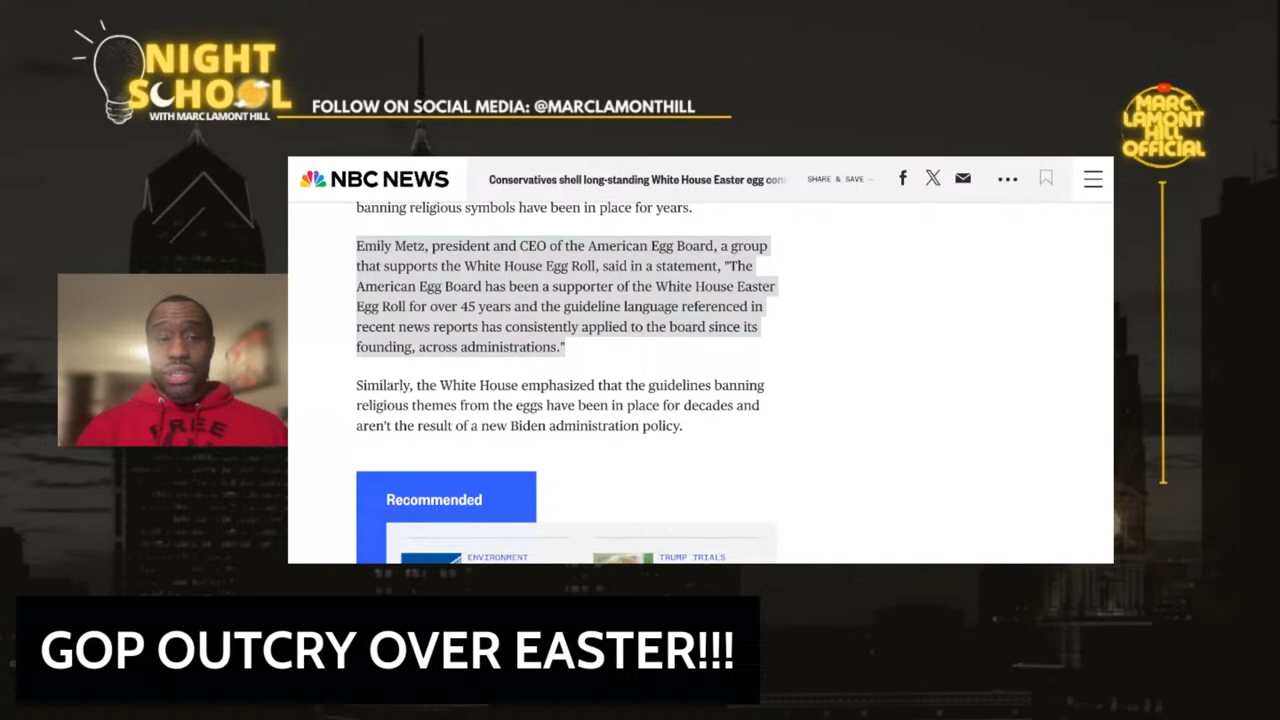 NIGHT
SCHOOL
WITH MARC LAMONT HILL
FOLLOW ON SOCIAL MEDIA: @MARCLAMONTHILL
MARC
LAMONT
HILL
OFFICIAL
NBC NEWS
Conservatives shell long-standing White House Easter egg con
SHARE & SAVE —
banning religious symbols have been in place for years.
Emily Metz, president and CEO of the American Egg Board, a group
that supports the White House Egg Roll, said in a statement, "The
American Egg Board has been a supporter of the White House Easter
Egg Roll for over 45 years and the guideline language referenced in
recent news reports has consistently applied to the board since its
founding, across administrations."
Similarly, the White House emphasized that the guidelines banning
religious themes from the eggs have been in place for decades and
aren't the result of a new Biden administration policy.
Recommended
ENVIRONMENT
TRUMP TRIALS
FREE
GOP OUTCRY OVER EASTER!!!